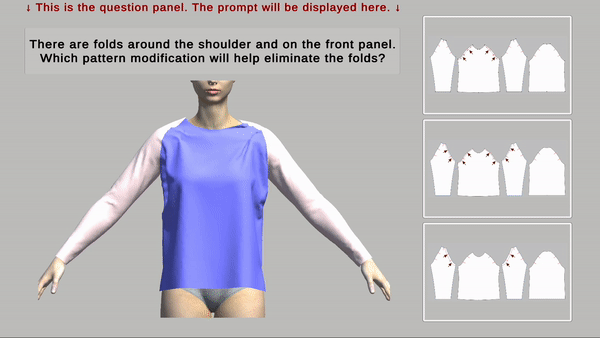 ↓ This is the question panel. The prompt will be displayed here. ↓
There are folds around the shoulder and on the front panel.
Which pattern modification will help eliminate the folds?